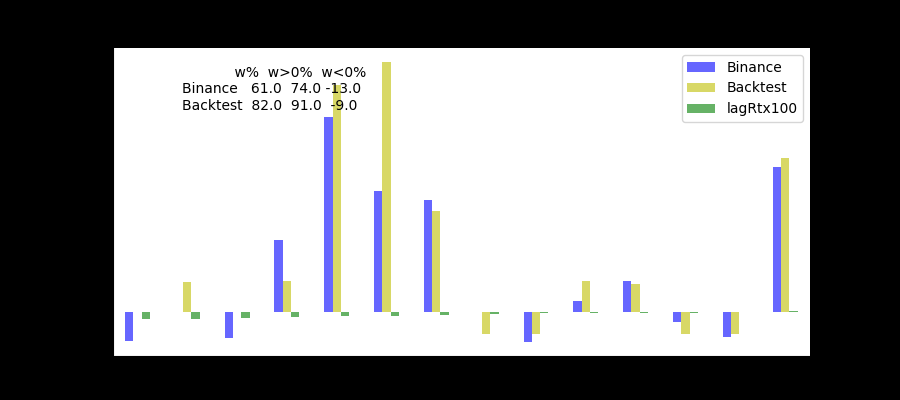 w% w>0% w<0%
Binance 61.0 74.0 -13.0
Backtest 82.0 91.0 -9.0
Binance
Backtest
lagRtx100